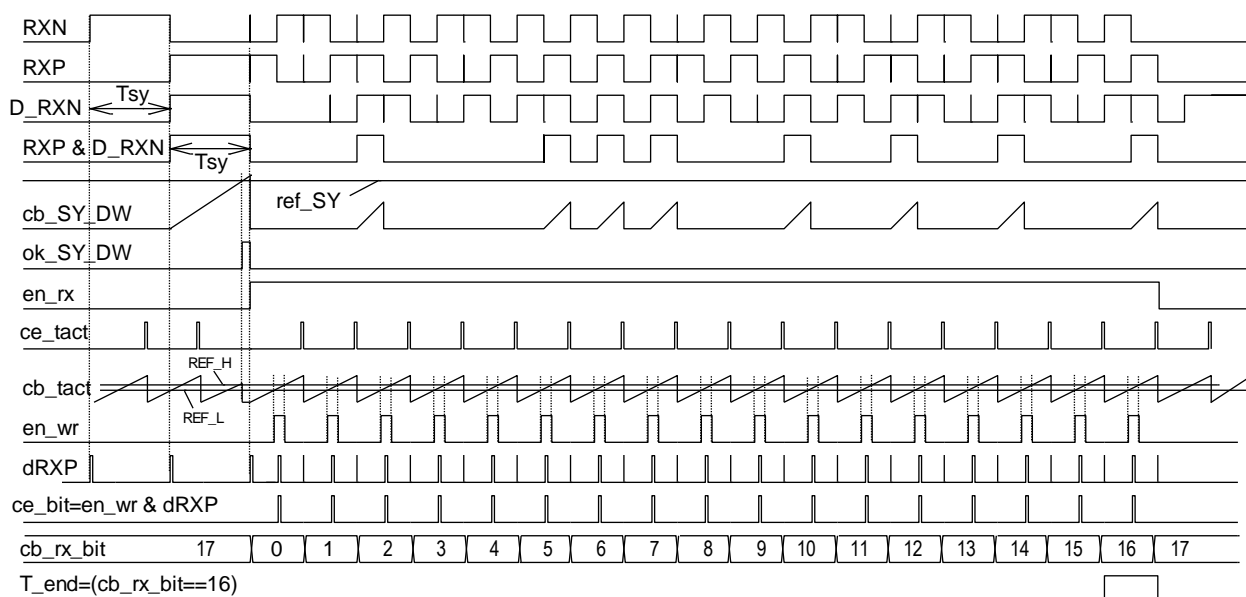 RXN
RXP
Tsy
D_RXN
RXP & D_RXN
Tsy
ref_SY
cb_SY_DW
ok_SY_DW
en_rx
ce_tact
REF_H
cb_tact
REF_L
en_wr
dRXP
ce_bit=en_wr & dRXP
cb_rx_bit 17 0 1 2 3 4 5 6 7 8 9 10 11 12 13 14 15 16 17
T_end=(cb_rx_bit==16)